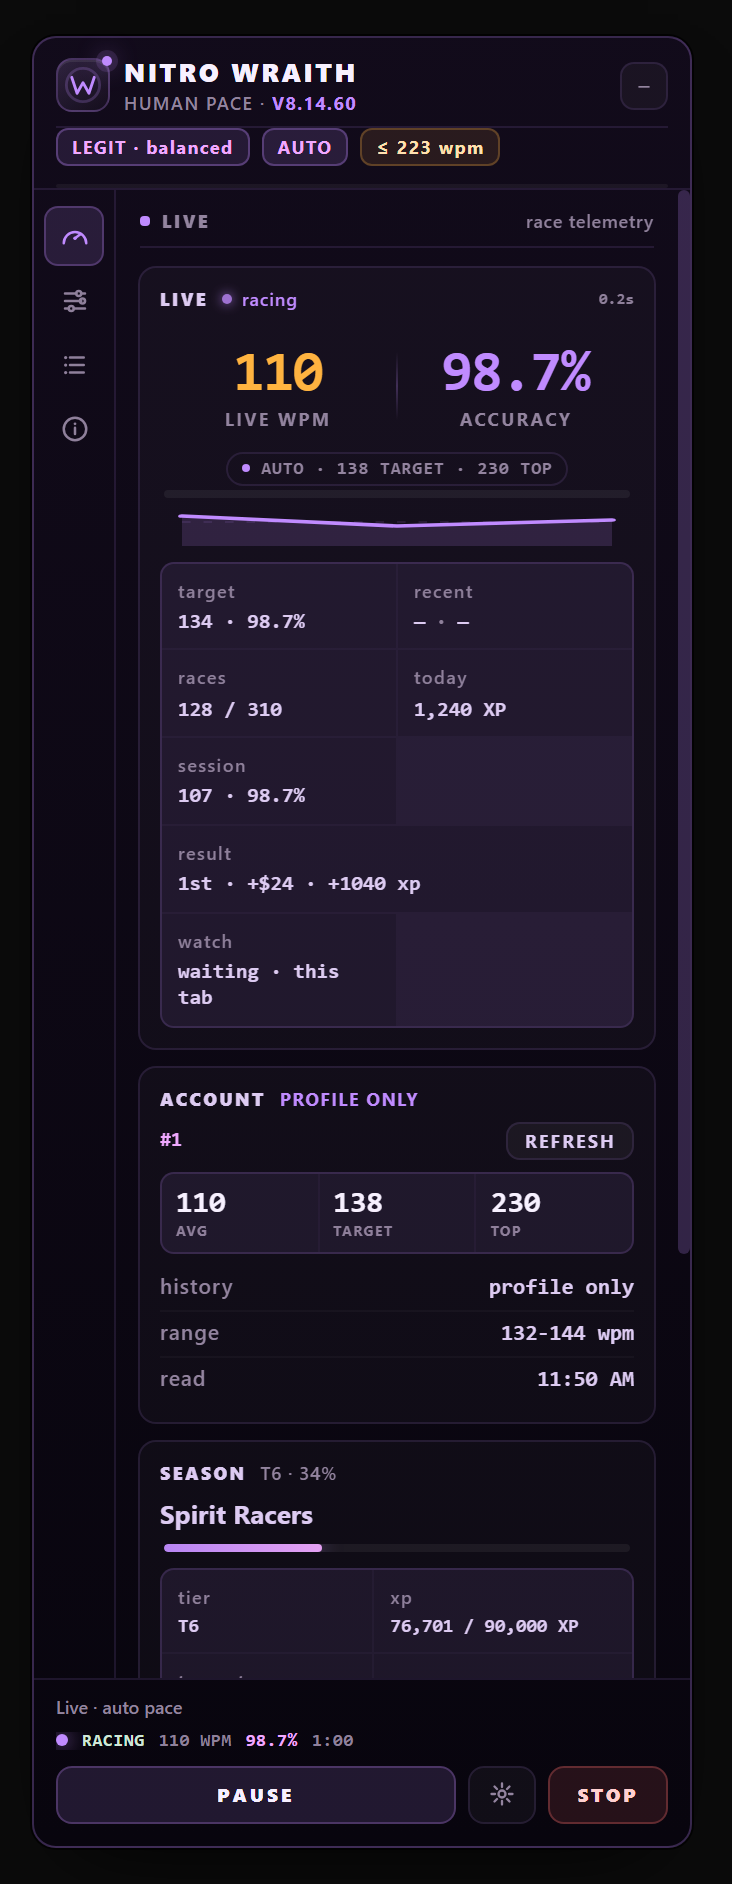 NITRO WRAITH
HUMAN PACE · V8.14.60
–
LEGIT · balanced AUTO ≤ 223 wpm
LIVE race telemetry
LIVE racing 0.2s
110 98.7%
LIVE WPM ACCURACY
AUTO · 138 TARGET · 230 TOP
target recent
134 · 98.7% — · —
races today
128 / 310 1,240 XP
session
107 · 98.7%
result
1st · +$24 · +1040 xp
watch
waiting · this
tab
ACCOUNT PROFILE ONLY
#1 REFRESH
110 138 230
AVG TARGET TOP
history profile only
range 132-144 wpm
read 11:50 AM
SEASON T6 · 34%
Spirit Racers
tier xp
T6 76,701 / 90,000 XP
Live · auto pace
RACING 110 WPM 98.7% 1:00
PAUSE STOP